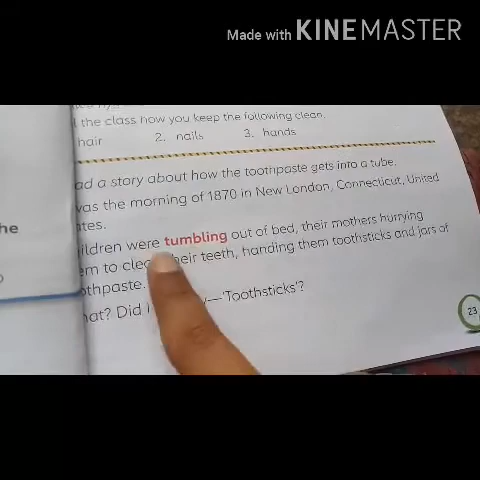 Made with KINEMASTER
the class how you keep the following clean.
hair 2. nails 3. hands
ad a story about how the toothpaste gets into a tube.
vas the morning of 1870 in New London, Connecticut, United
tes.
ildren were tumbling out of bed, their mothers hurrying
em to clea heir teeth, handing them toothsticks and jars of
othpaste.
hat? Did I y—'Toothsticks'?
he
23